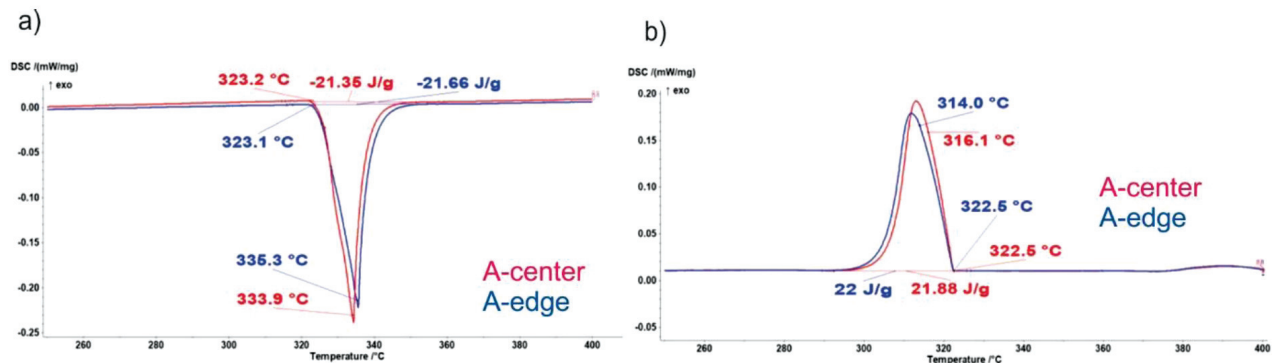 a)
DSC /(mW/mg)
↑ exo
323.2 °C
-21.35 J/g
-21.66 J/g
0.00
323.1 °C
-0.05
-0.10
-0.15
335.3 °C
A-center
-0.20
333.9 °C
A-edge
-0.25
260 280 300 320 340 360 380 400
Temperature /°C
b)
DSC /(mW/mg)
↑ exo
0.20
314.0 °C
0.15
316.1 °C
A-center
0.10
322.5 °C
A-edge
0.05
322.5 °C
0.00
22 J/g
21.88 J/g
-0.05
260 280 300 320 340 360 380 400
Temperature /°C